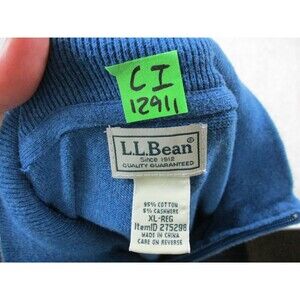 CI
12911
L.L.Bean®
Since 1912
QUALITY GUARANTEED
95% COTTON
5% CASHMERE
XL-REG
ItemID 275298
MADE IN CHINA
CARE ON REVERSE